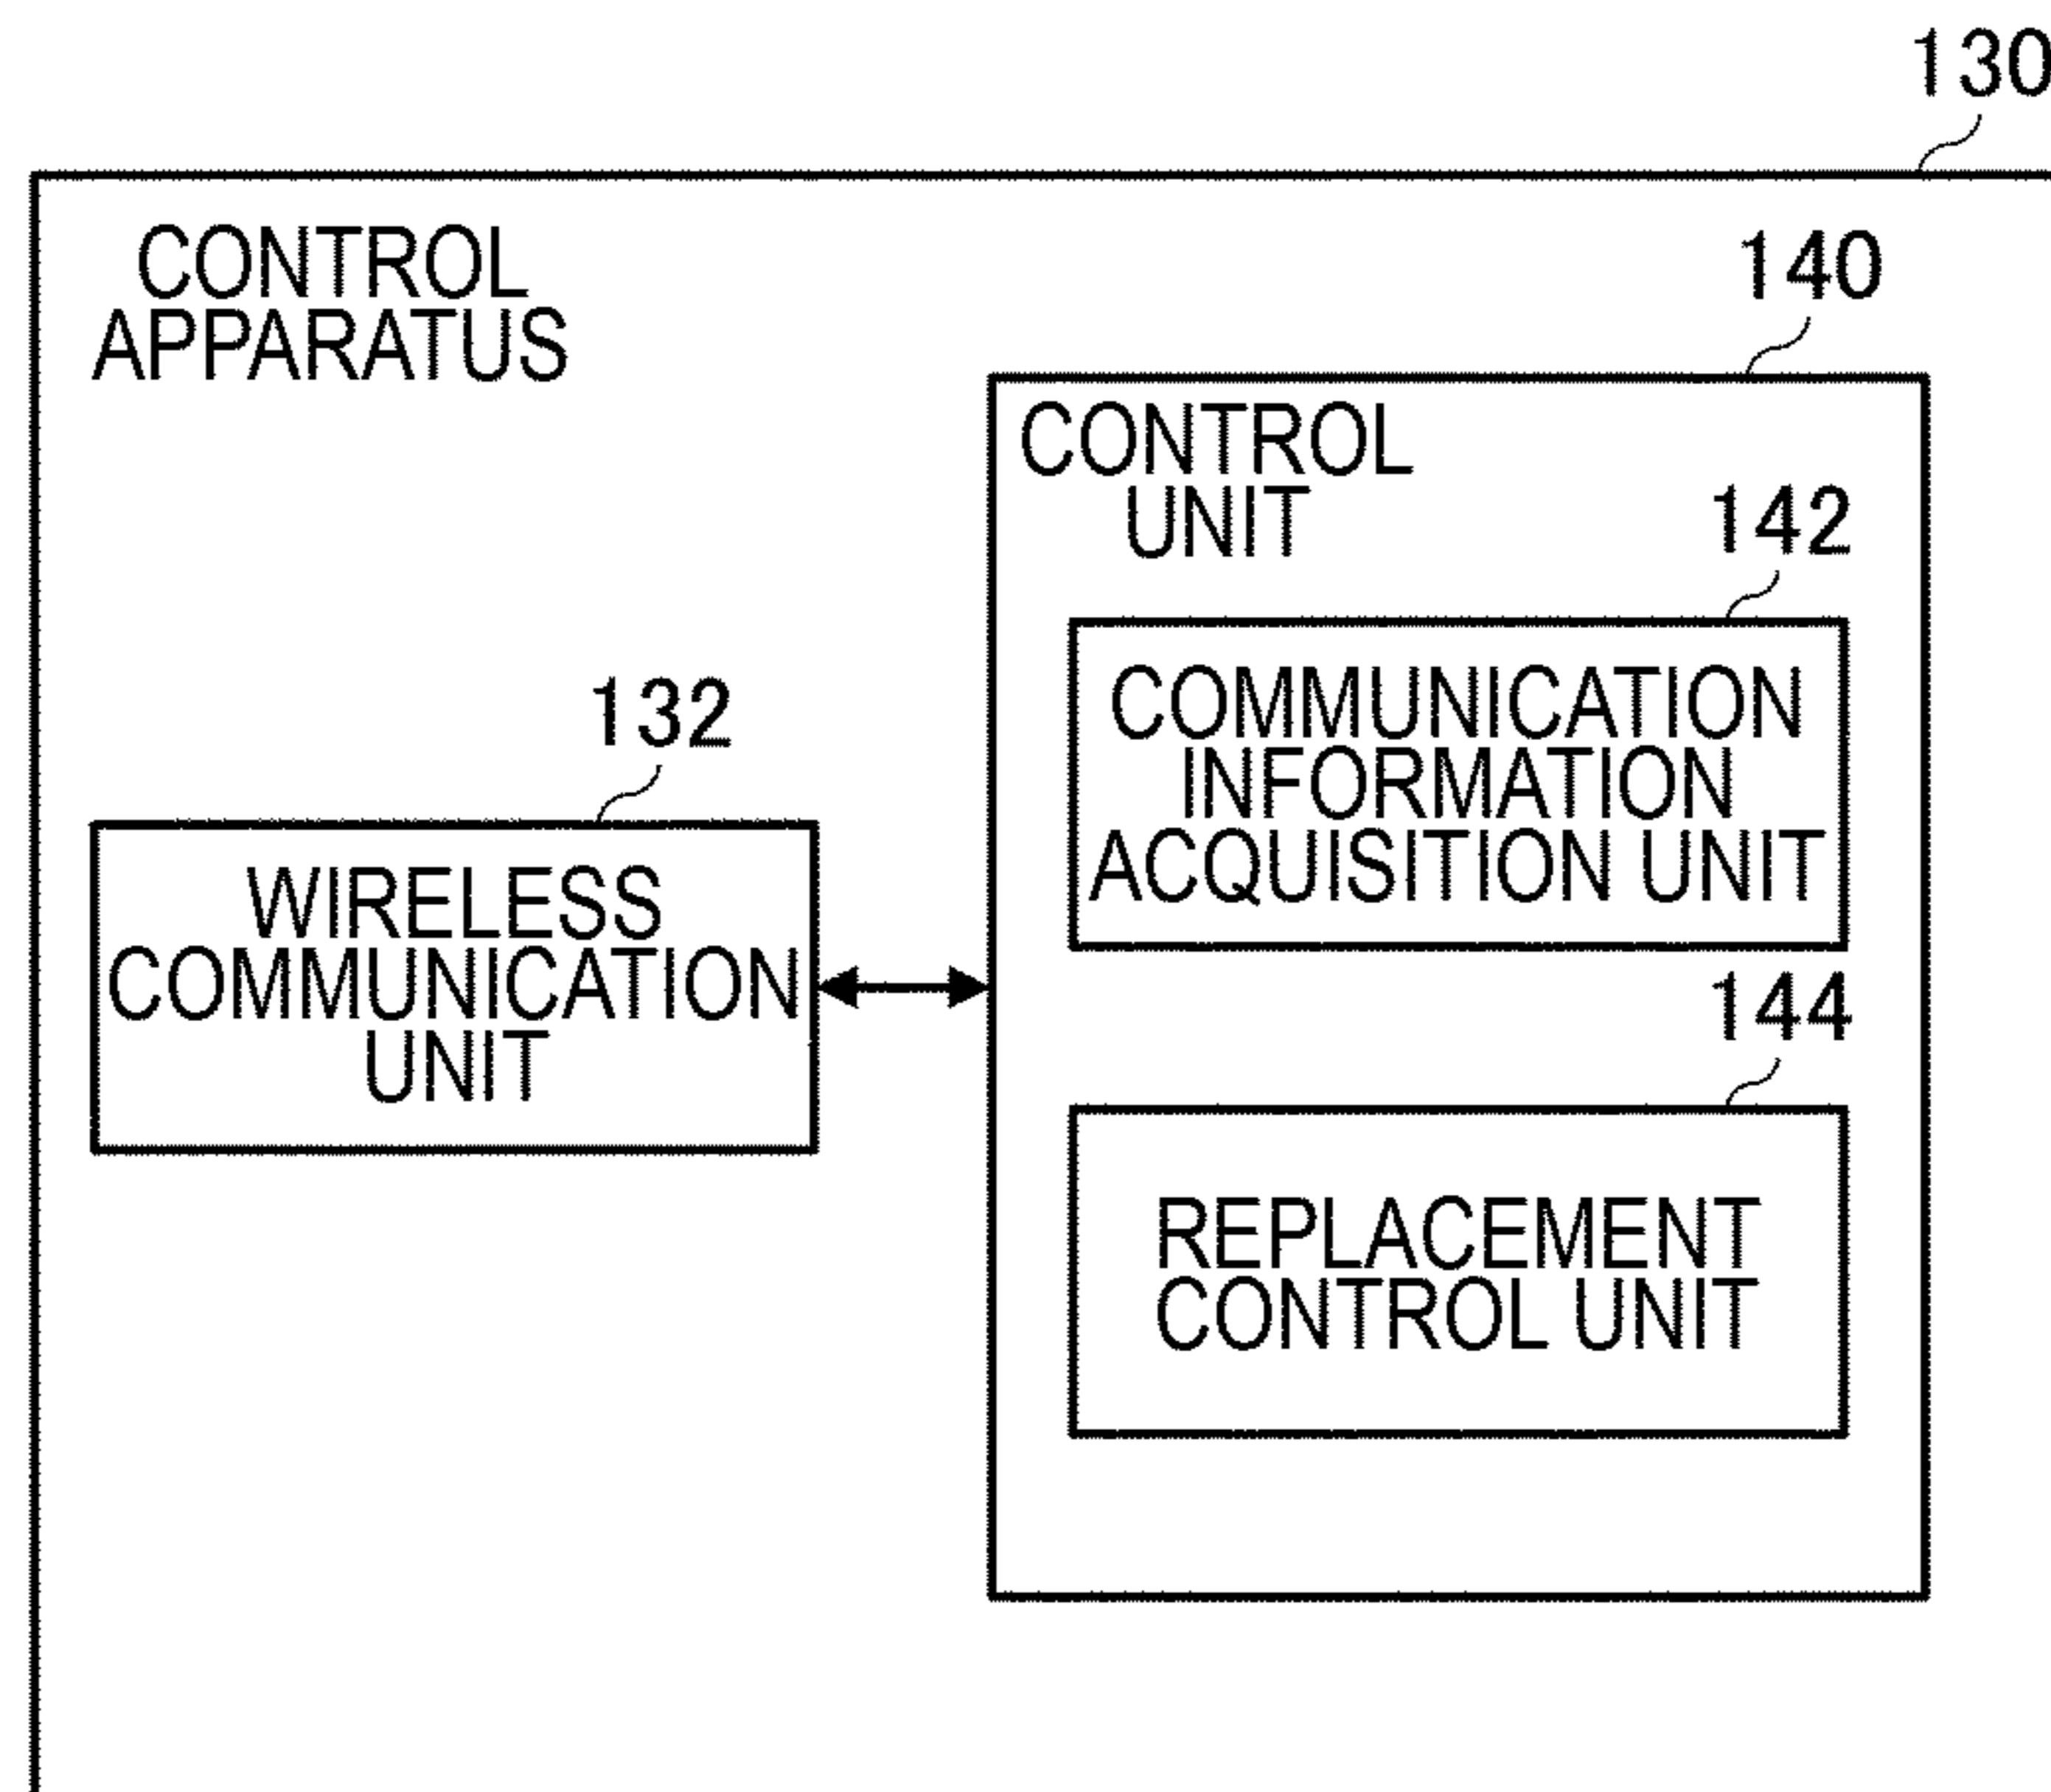 130
CONTROL
APPARATUS
140
CONTROL
UNIT
142
COMMUNICATION
INFORMATION
ACQUISITION UNIT
132
WIRELESS
COMMUNICATION
UNIT
144
REPLACEMENT
CONTROL UNIT